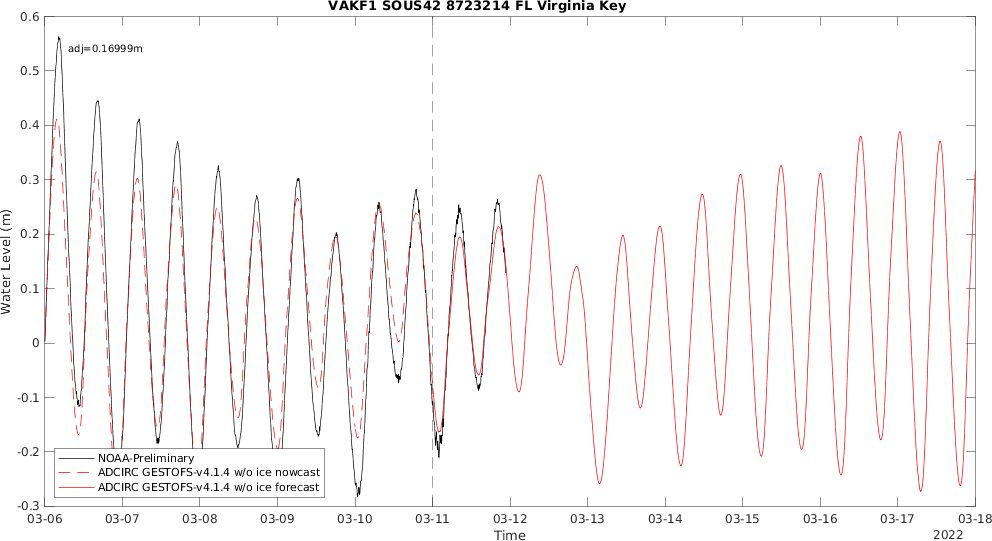 VAKF1 SOUS42 8723214 FL Virginia Key
adj=0.16999m
0.6
0.5
0.4
0.3
0.2
0.1
0
-0.1
-0.2
-0.3
Water Level (m)
NOAA-Preliminary
ADCIRC GESTOFS-v4.1.4 w/o ice nowcast
ADCIRC GESTOFS-v4.1.4 w/o ice forecast
03-06 03-07 03-08 03-09 03-10 03-11 03-12 03-13 03-14 03-15 03-16 03-17 03-18
Time
2022